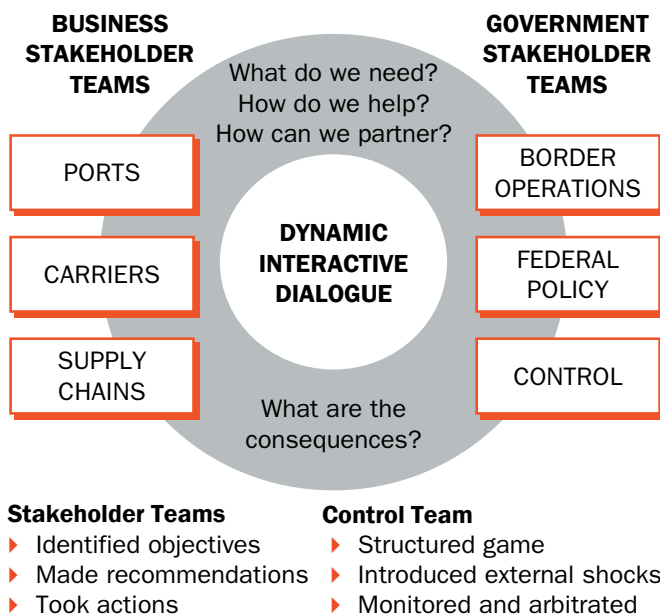 BUSINESS
STAKEHOLDER
TEAMS
GOVERNMENT
STAKEHOLDER
TEAMS
What do we need?
How do we help?
How can we partner?
PORTS
CARRIERS
SUPPLY
CHAINS
DYNAMIC
INTERACTIVE
DIALOGUE
BORDER
OPERATIONS
FEDERAL
POLICY
CONTROL
What are the
consequences?
Stakeholder Teams
Identified objectives
Made recommendations
Took actions
Control Team
Structured game
Introduced external shocks
Monitored and arbitrated